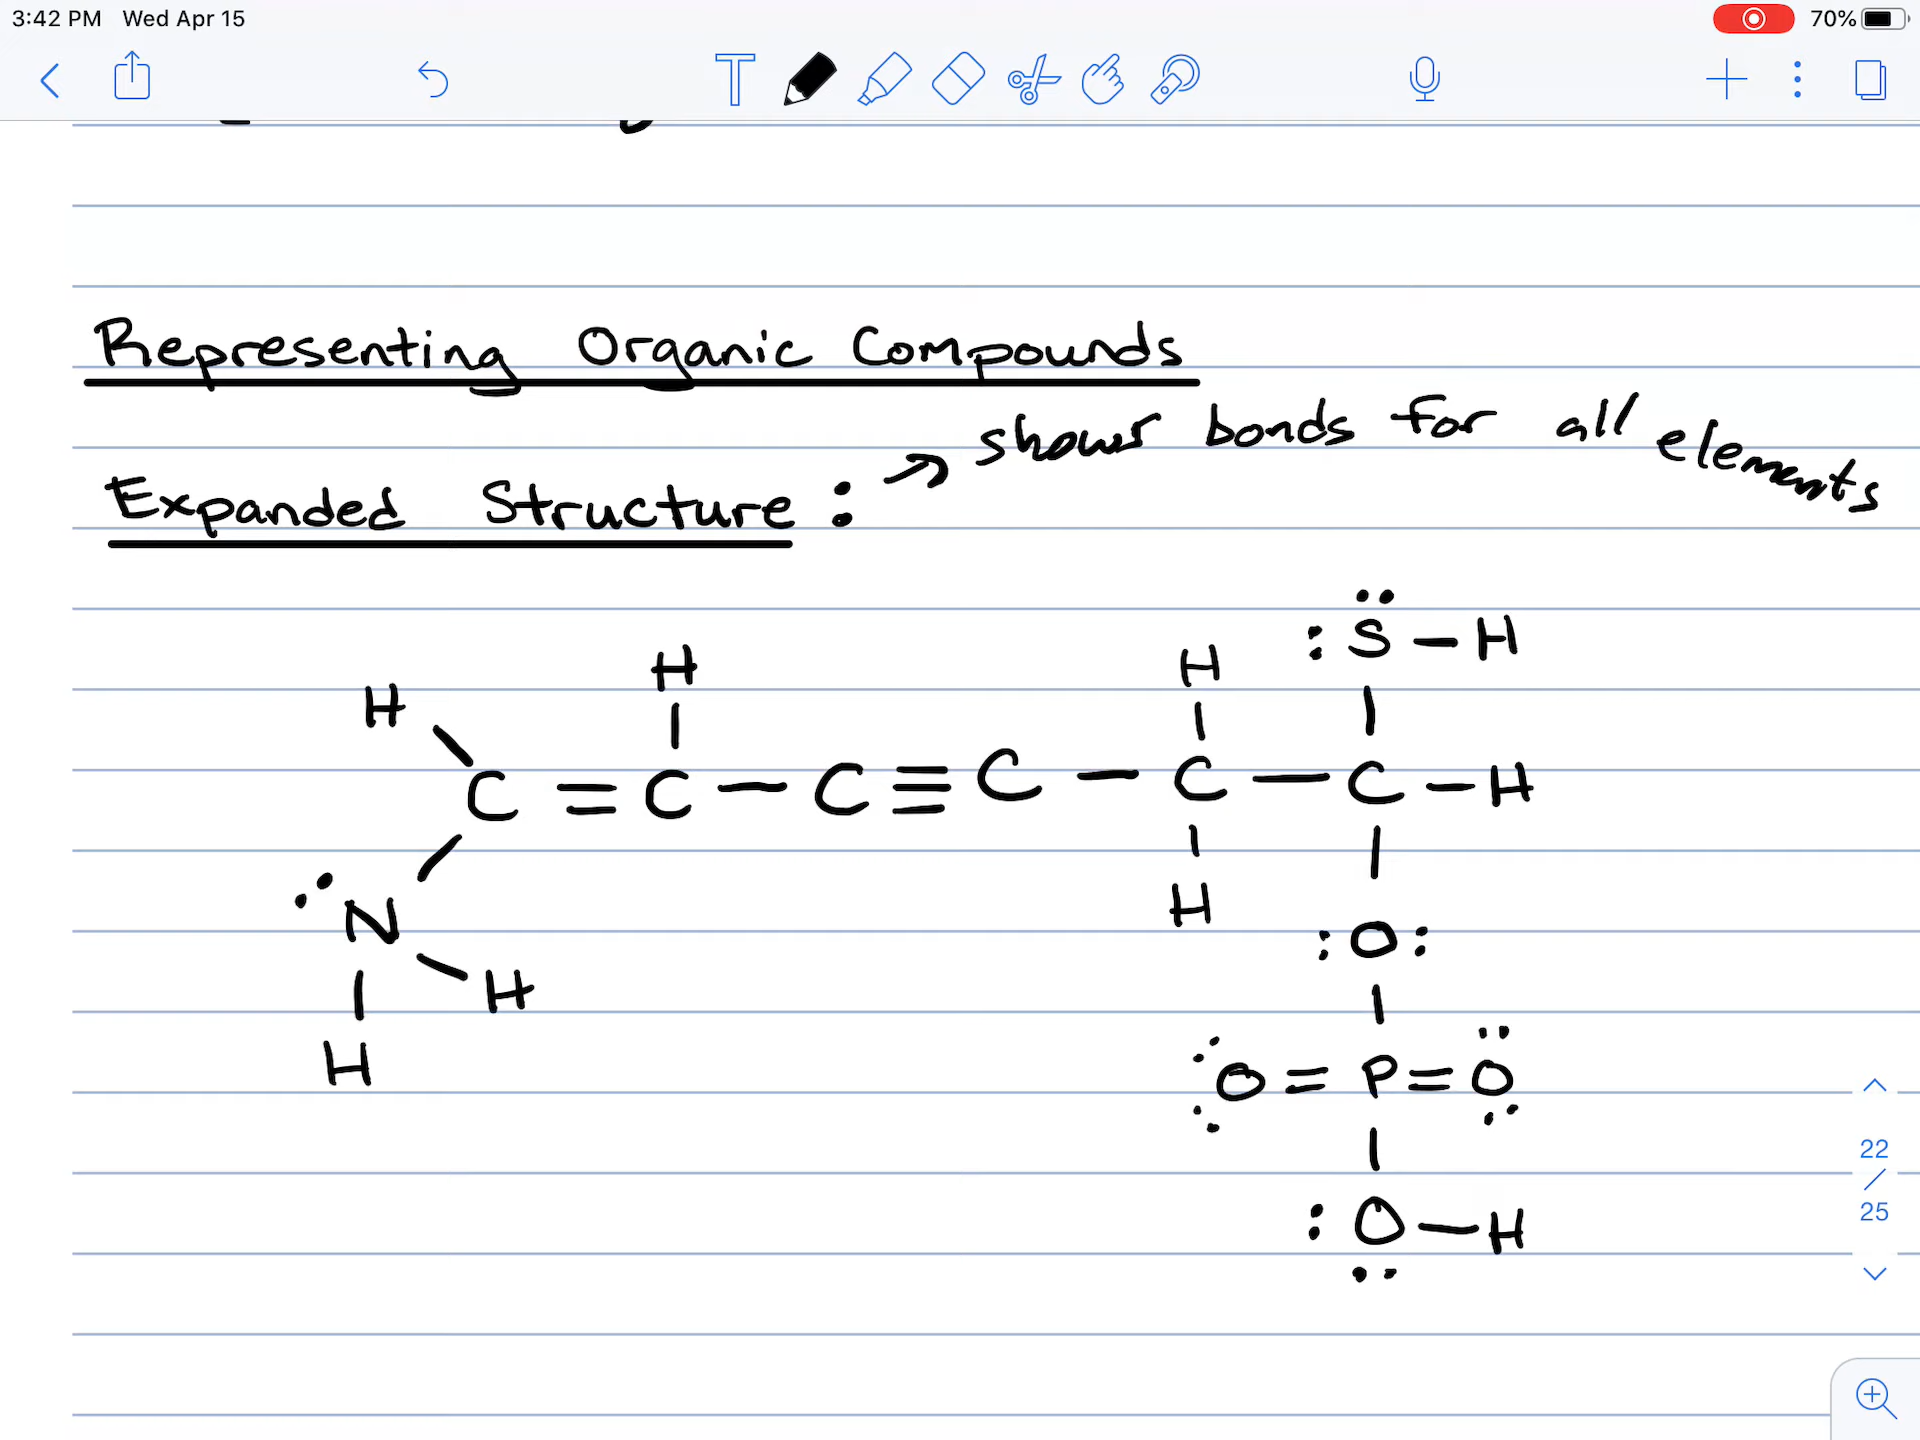 3:42 PM Wed Apr 15
70%
T
Representing Organic Compounds
→ shows bonds for all elements
Expanded Structure :
:S̈ – H
H H H
C = C – C ≡ C – C – C – H
N H :O:
H
H O = P = O
22
/
25
:O – H